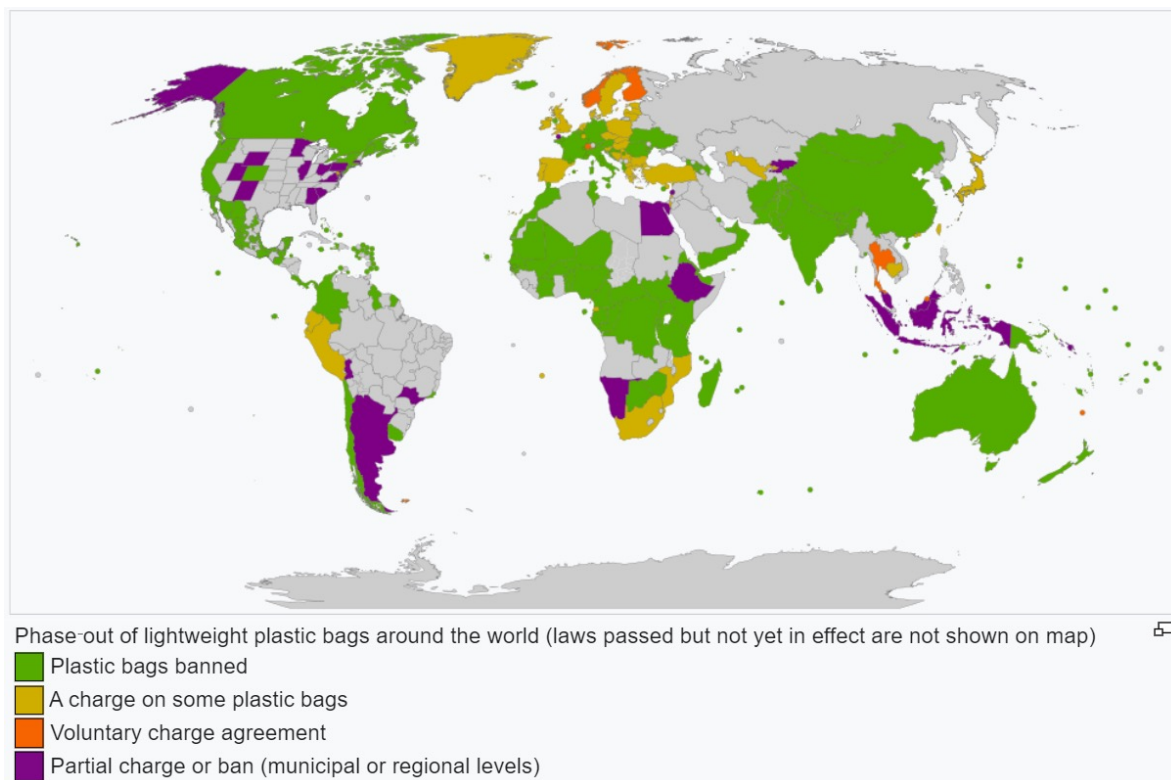 Phase-out of lightweight plastic bags around the world (laws passed but not yet in effect are not shown on map)
Plastic bags banned
A charge on some plastic bags
Voluntary charge agreement
Partial charge or ban (municipal or regional levels)